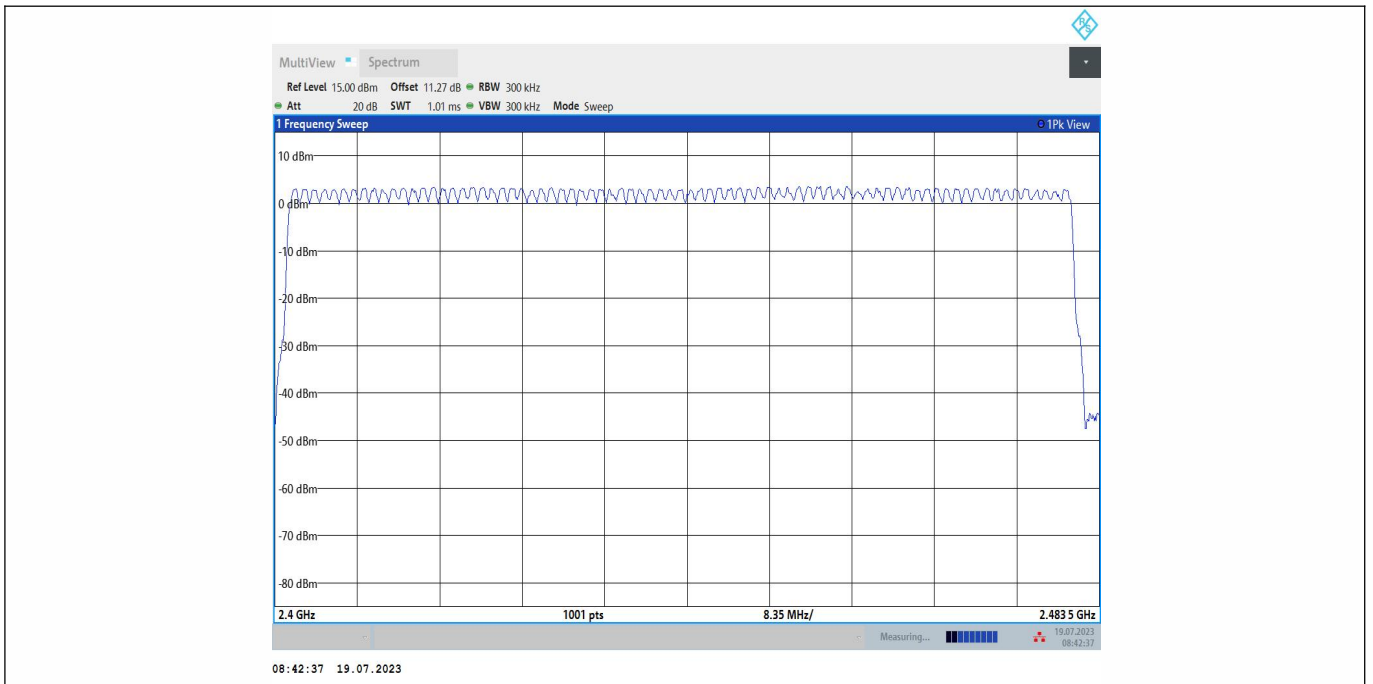 R S
MultiView Spectrum
Ref Level 15.00 dBm Offset 11.27 dB RBW 300 kHz
Att 20 dB SWT 1.01 ms VBW 300 kHz Mode Sweep
1 Frequency Sweep 1Pk View
10 dBm
0 dBm
-10 dBm
-20 dBm
-30 dBm
-40 dBm
-50 dBm
-60 dBm
-70 dBm
-80 dBm
2.4 GHz 1001 pts 8.35 MHz/ 2.483 5 GHz
Measuring... 19.07.2023
08:42:37
08:42:37 19.07.2023